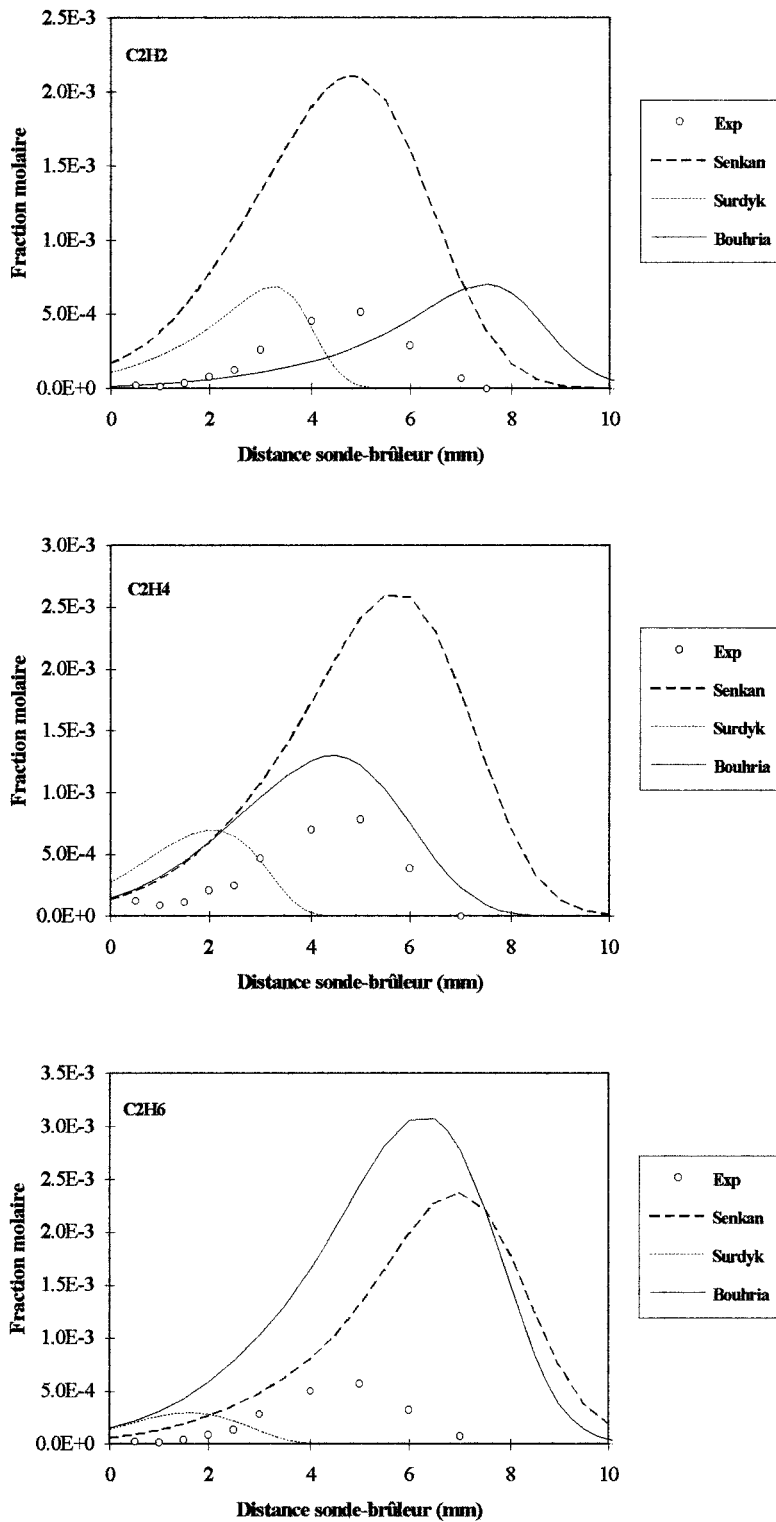 2.5E-3
C2H2
2.0E-3
1.5E-3
1.0E-3
5.0E-4
0.0E+0
Fraction molaire
0 2 4 6 8 10
Distance sonde-brûleur (mm)
Exp
Senkan
Surdyk
Bouhria
3.0E-3
C2H4
2.5E-3
2.0E-3
1.5E-3
1.0E-3
5.0E-4
0.0E+0
Fraction molaire
0 2 4 6 8 10
Distance sonde-brûleur (mm)
Exp
Senkan
Surdyk
Bouhria
3.5E-3
C2H6
3.0E-3
2.5E-3
2.0E-3
1.5E-3
1.0E-3
5.0E-4
0.0E+0
Fraction molaire
0 2 4 6 8 10
Distance sonde-brûleur (mm)
Exp
Senkan
Surdyk
Bouhria